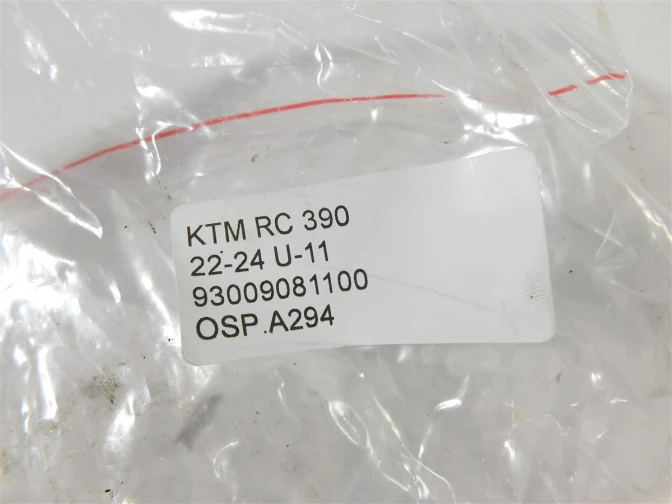 KTM RC 390
22-24 U-11
93009081100
OSP.A294